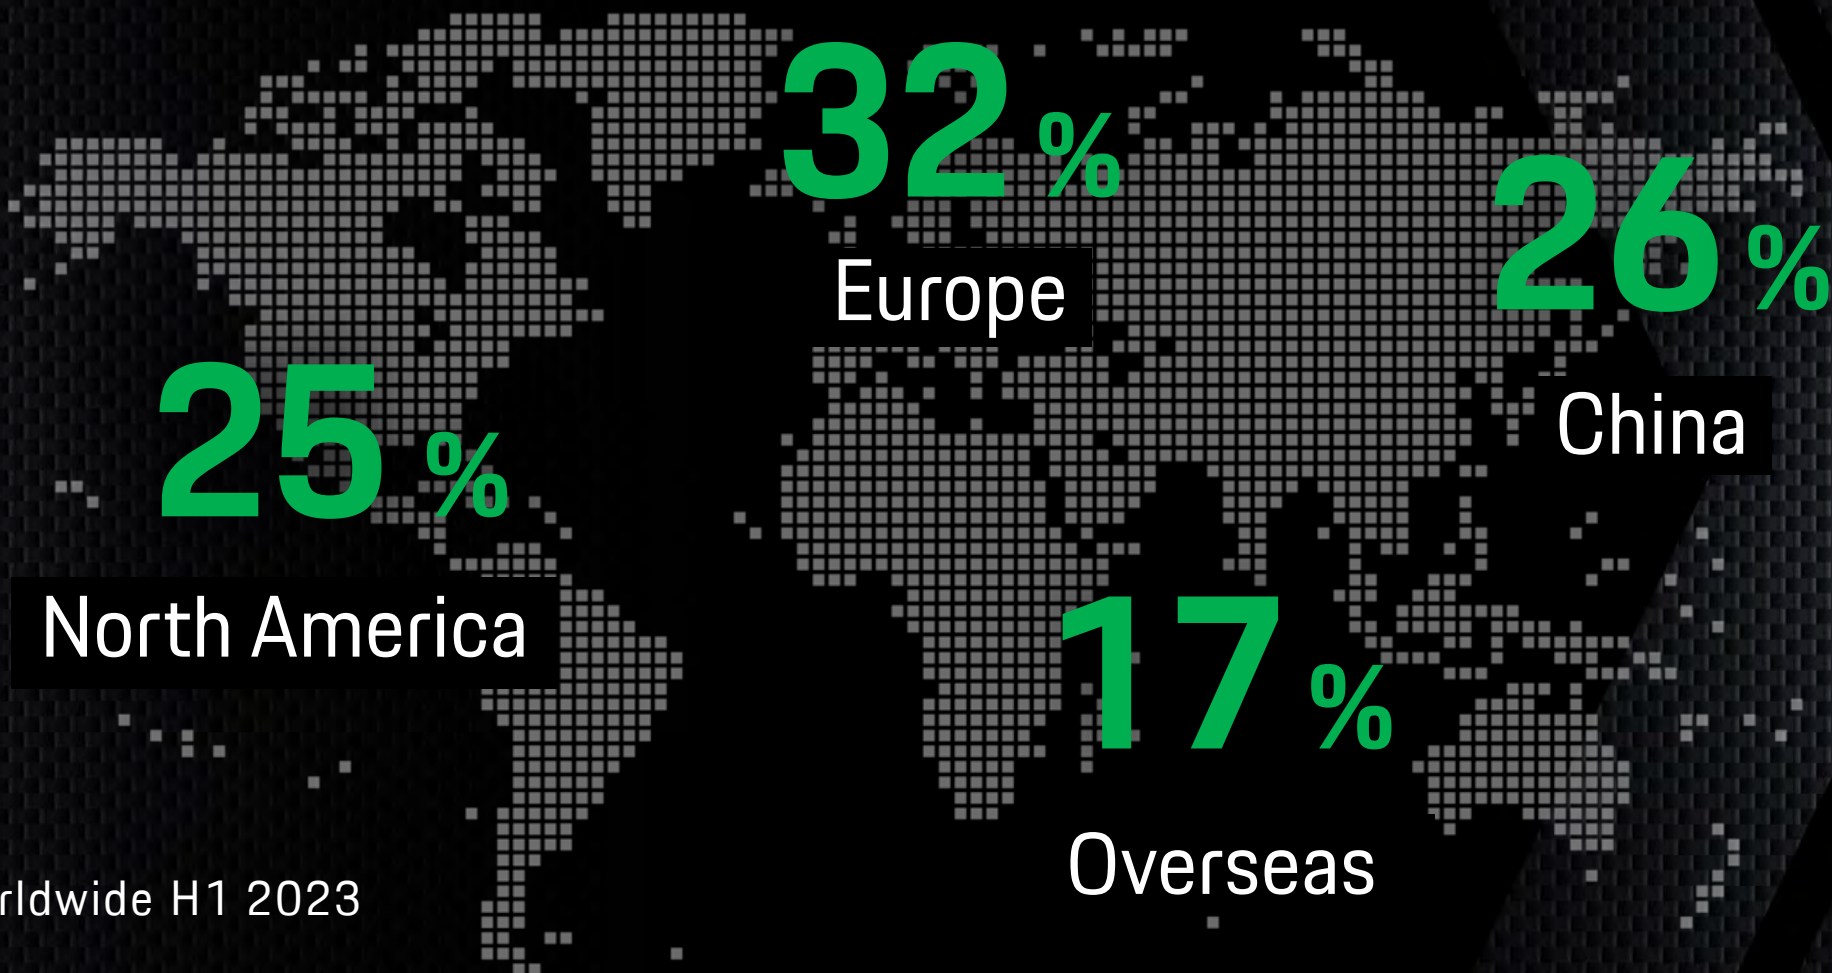 32 %
Europe
26 %
China
25 %
North America
17 %
Overseas
rldwide H1 2023